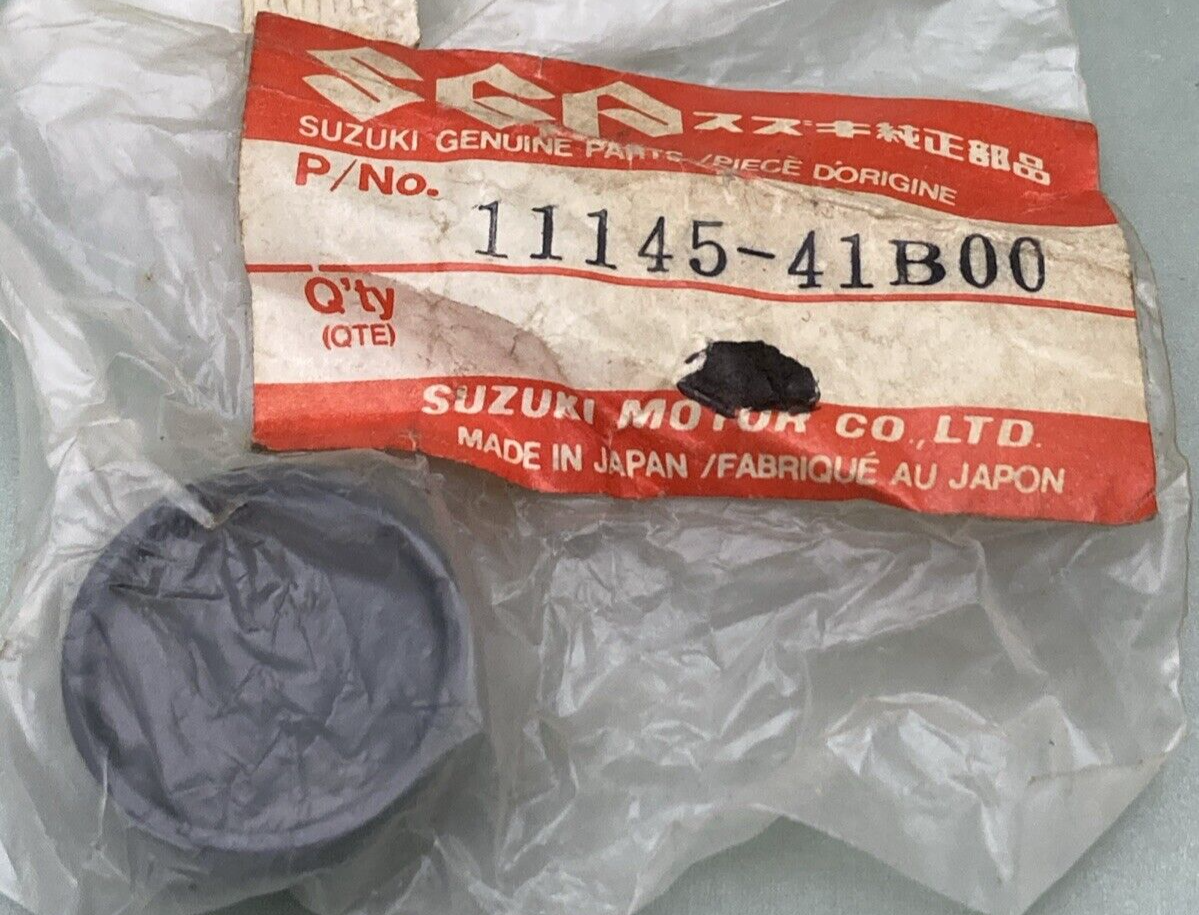 SGP スズキ純正部品
SUZUKI GENUINE PARTS /PIECE D'ORIGINE
P/No. 11145-41B00
Q'ty
(QTE)
SUZUKI MOTOR CO., LTD.
MADE IN JAPAN /FABRIQUÉ AU JAPON